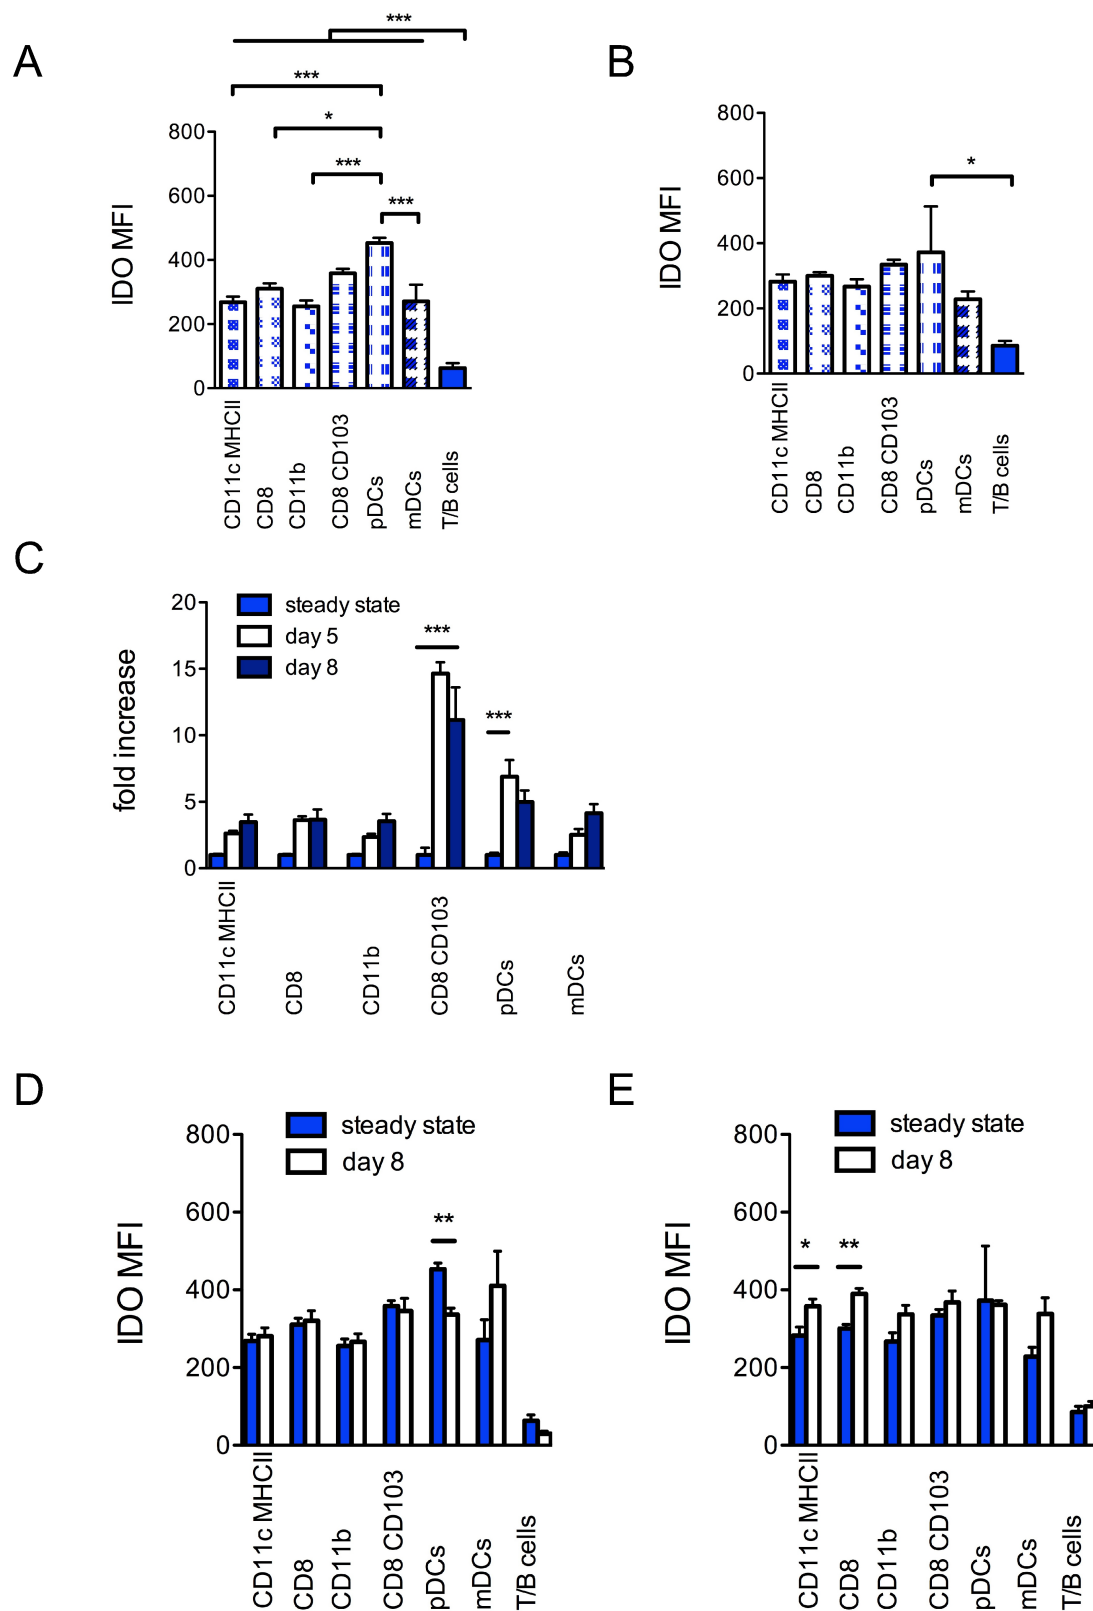 A
***
***
*
***
***
IDO MFI
800
600
400
200
0
CD11c MHCII
CD8
CD11b
CD8 CD103
pDCs
mDCs
T/B cells
B
*
IDO MFI
800
600
400
200
0
CD11c MHCII
CD8
CD11b
CD8 CD103
pDCs
mDCs
T/B cells
C
steady state
day 5
day 8
***
***
fold increase
20
15
10
5
0
CD11c MHCII
CD8
CD11b
CD8 CD103
pDCs
mDCs
D
steady state
day 8
**
IDO MFI
800
600
400
200
0
CD11c MHCII
CD8
CD11b
CD8 CD103
pDCs
mDCs
T/B cells
E
steady state
day 8
*
**
IDO MFI
800
600
400
200
0
CD11c MHCII
CD8
CD11b
CD8 CD103
pDCs
mDCs
T/B cells